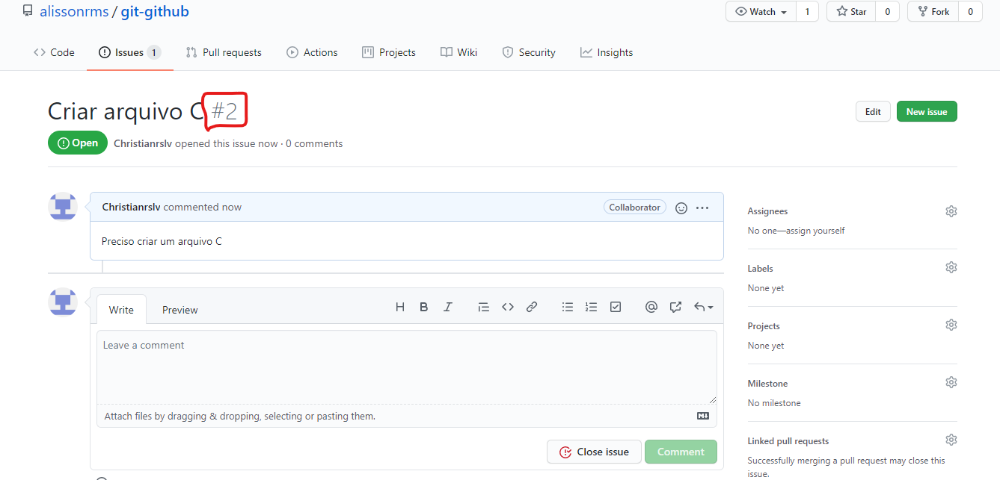 alissonrms / git-github
Watch 1 Star 0 Fork 0
Code Issues 1 Pull requests Actions Projects Wiki Security Insights
Criar arquivo C #2
Edit New issue
Open Christianrslv opened this issue now · 0 comments
Christianrslv commented now Collaborator
Preciso criar um arquivo C
Write Preview
Leave a comment
Attach files by dragging & dropping, selecting or pasting them.
Close issue Comment
Assignees
No one—assign yourself
Labels
None yet
Projects
None yet
Milestone
No milestone
Linked pull requests
Successfully merging a pull request may close this
issue.